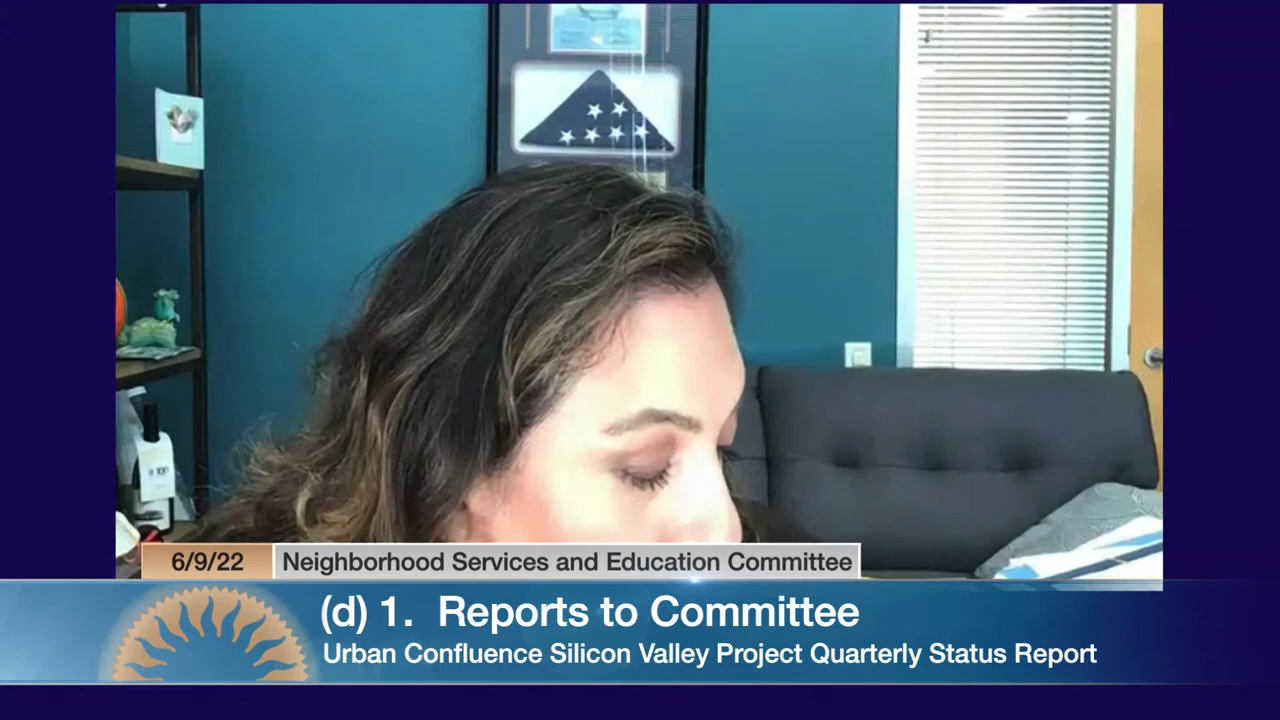 6/9/22 Neighborhood Services and Education Committee
(d) 1. Reports to Committee
Urban Confluence Silicon Valley Project Quarterly Status Report